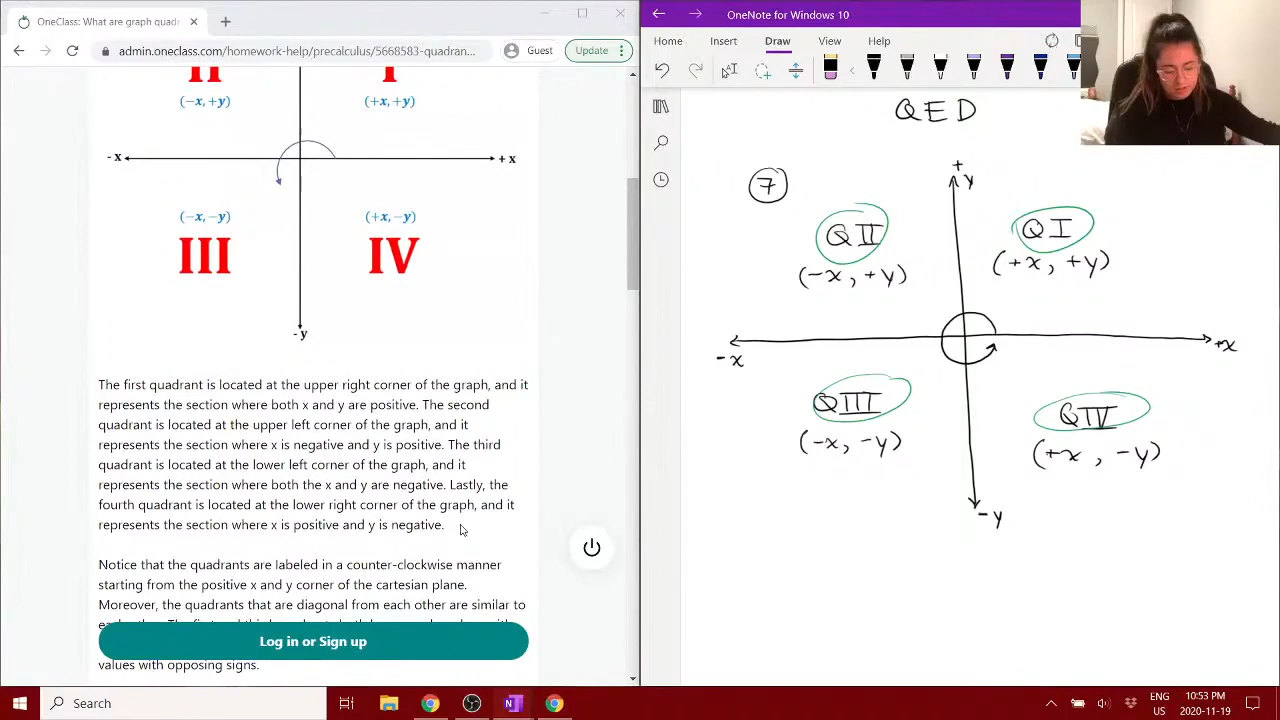 OneClass: What are graph quadr
admin.oneclass.com/homework-help/precalculus/5668583-quadran...
Guest
Update
II
I
(−x,+y)
(+x,+y)
- x
+ x
(−x,−y)
(+x,−y)
III
IV
- y
The first quadrant is located at the upper right corner of the graph, and it
represents the section where both x and y are positive. The second
quadrant is located at the upper left corner of the graph, and it
represents the section where x is negative and y is positive. The third
quadrant is located at the lower left corner of the graph, and it
represents the section where both the x and y are negative. Lastly, the
fourth quadrant is located at the lower right corner of the graph, and it
represents the section where x is positive and y is negative.
Notice that the quadrants are labeled in a counter-clockwise manner
starting from the positive x and y corner of the cartesian plane.
Moreover, the quadrants that are diagonal from each other are similar to
Log in or Sign up
values with opposing signs.
OneNote for Windows 10
Home
Insert
Draw
View
Help
QED
7
+y
QII
QI
(−x, +y)
(+x, +y)
-x
+x
QIII
QIV
(−x, −y)
(+x, −y)
-y
Search
ENG
US
10:53 PM
2020-11-19